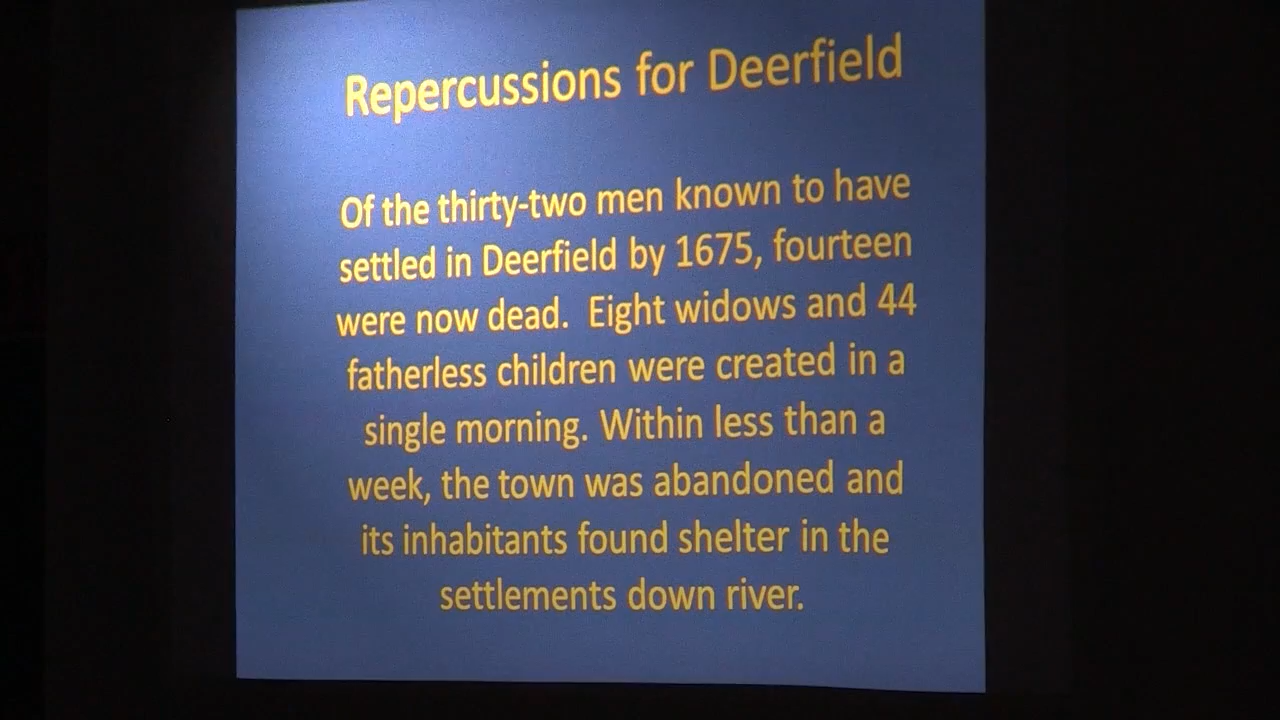 Repercussions for Deerfield
Of the thirty-two men known to have
settled in Deerfield by 1675, fourteen
were now dead.  Eight widows and 44
fatherless children were created in a
single morning. Within less than a
week, the town was abandoned and
its inhabitants found shelter in the
settlements down river.